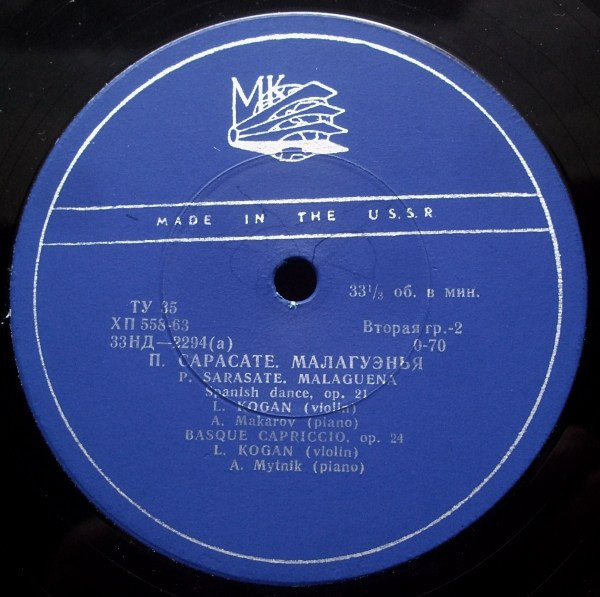 МК
MADE IN THE U.S.S.R
33⅓ об. в мин.
ТУ 35
ХП 558-63
Вторая гр.-2
33НД—2294(а)
0-70
П. САРАСАТЕ. МАЛАГУЭНЬЯ
P. SARASATE. MALAGUENA
Spanish dance, op. 21
L. KOGAN (violin)
A. Makarov (piano)
BASQUE CAPRICCIO, op. 24
L. KOGAN (violin)
A. Mytnik (piano)